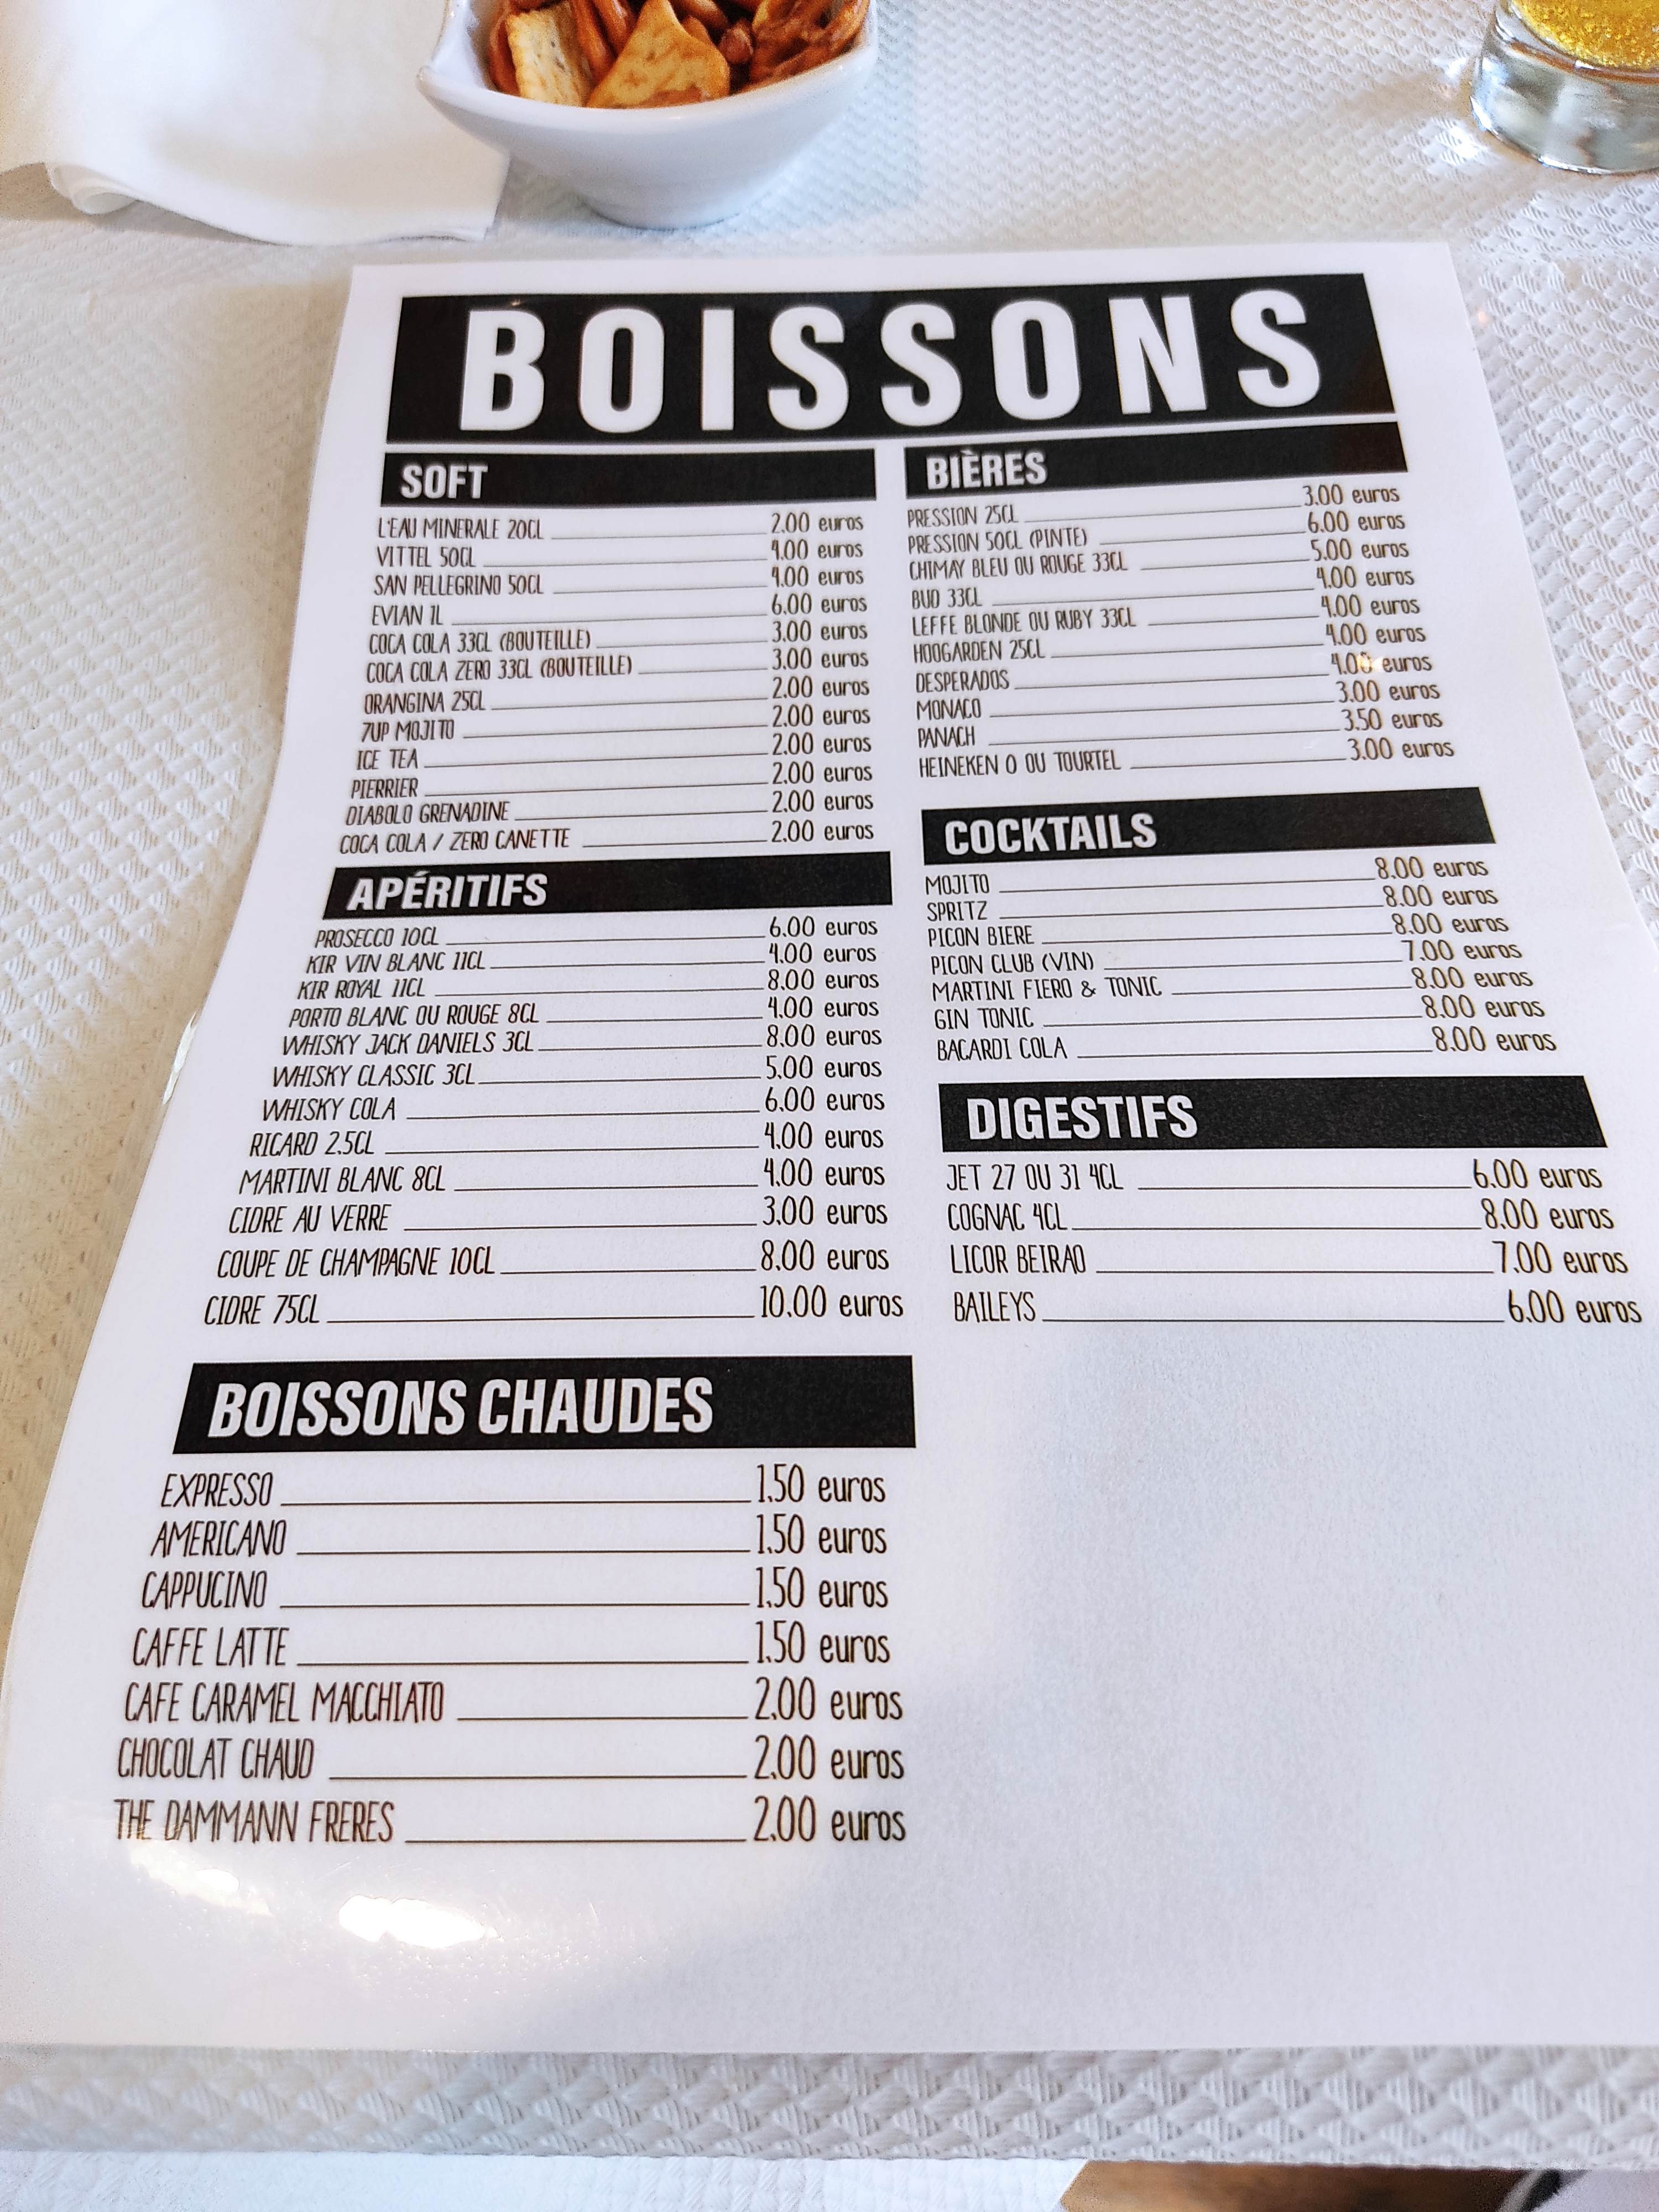 BOISSONS
SOFT
L'EAU MINERALE 20CL 2.00 euros
VITTEL 50CL 4.00 euros
SAN PELLEGRINO 50CL 4.00 euros
EVIAN 1L 6.00 euros
COCA COLA 33CL (BOUTEILLE) 3.00 euros
COCA COLA ZERO 33CL (BOUTEILLE) 3.00 euros
ORANGINA 25CL 2.00 euros
7UP MOJITO 2.00 euros
ICE TEA 2.00 euros
PIERRIER 2.00 euros
DIABOLO GRENADINE 2.00 euros
COCA COLA / ZERO CANETTE 2.00 euros
APÉRITIFS
PROSECCO 10CL 6.00 euros
KIR VIN BLANC 11CL 4.00 euros
KIR ROYAL 11CL 8.00 euros
PORTO BLANC OU ROUGE 8CL 4.00 euros
WHISKY JACK DANIELS 3CL 8.00 euros
WHISKY CLASSIC 3CL 5.00 euros
WHISKY COLA 6.00 euros
RICARD 2.5CL 4.00 euros
MARTINI BLANC 8CL 4.00 euros
CIDRE AU VERRE 3.00 euros
COUPE DE CHAMPAGNE 10CL 8.00 euros
CIDRE 75CL 10.00 euros
BOISSONS CHAUDES
EXPRESSO 1.50 euros
AMERICANO 1.50 euros
CAPPUCINO 1.50 euros
CAFFE LATTE 1.50 euros
CAFE CARAMEL MACCHIATO 2.00 euros
CHOCOLAT CHAUD 2.00 euros
THE DAMMANN FRERES 2.00 euros
BIÈRES
PRESSION 25CL 3.00 euros
PRESSION 50CL (PINTE) 6.00 euros
CHIMAY BLEU OU ROUGE 33CL 5.00 euros
BUD 33CL 4.00 euros
LEFFE BLONDE OU RUBY 33CL 4.00 euros
HOOGARDEN 25CL 4.00 euros
DESPERADOS 4.00 euros
MONACO 3.00 euros
PANACH 3.50 euros
HEINEKEN 0 OU TOURTEL 3.00 euros
COCKTAILS
MOJITO 8.00 euros
SPRITZ 8.00 euros
PICON BIERE 8.00 euros
PICON CLUB (VIN) 7.00 euros
MARTINI FIERO & TONIC 8.00 euros
GIN TONIC 8.00 euros
BACARDI COLA 8.00 euros
DIGESTIFS
JET 27 OU 31 4CL 6.00 euros
COGNAC 4CL 8.00 euros
LICOR BEIRAO 7.00 euros
BAILEYS 6.00 euros